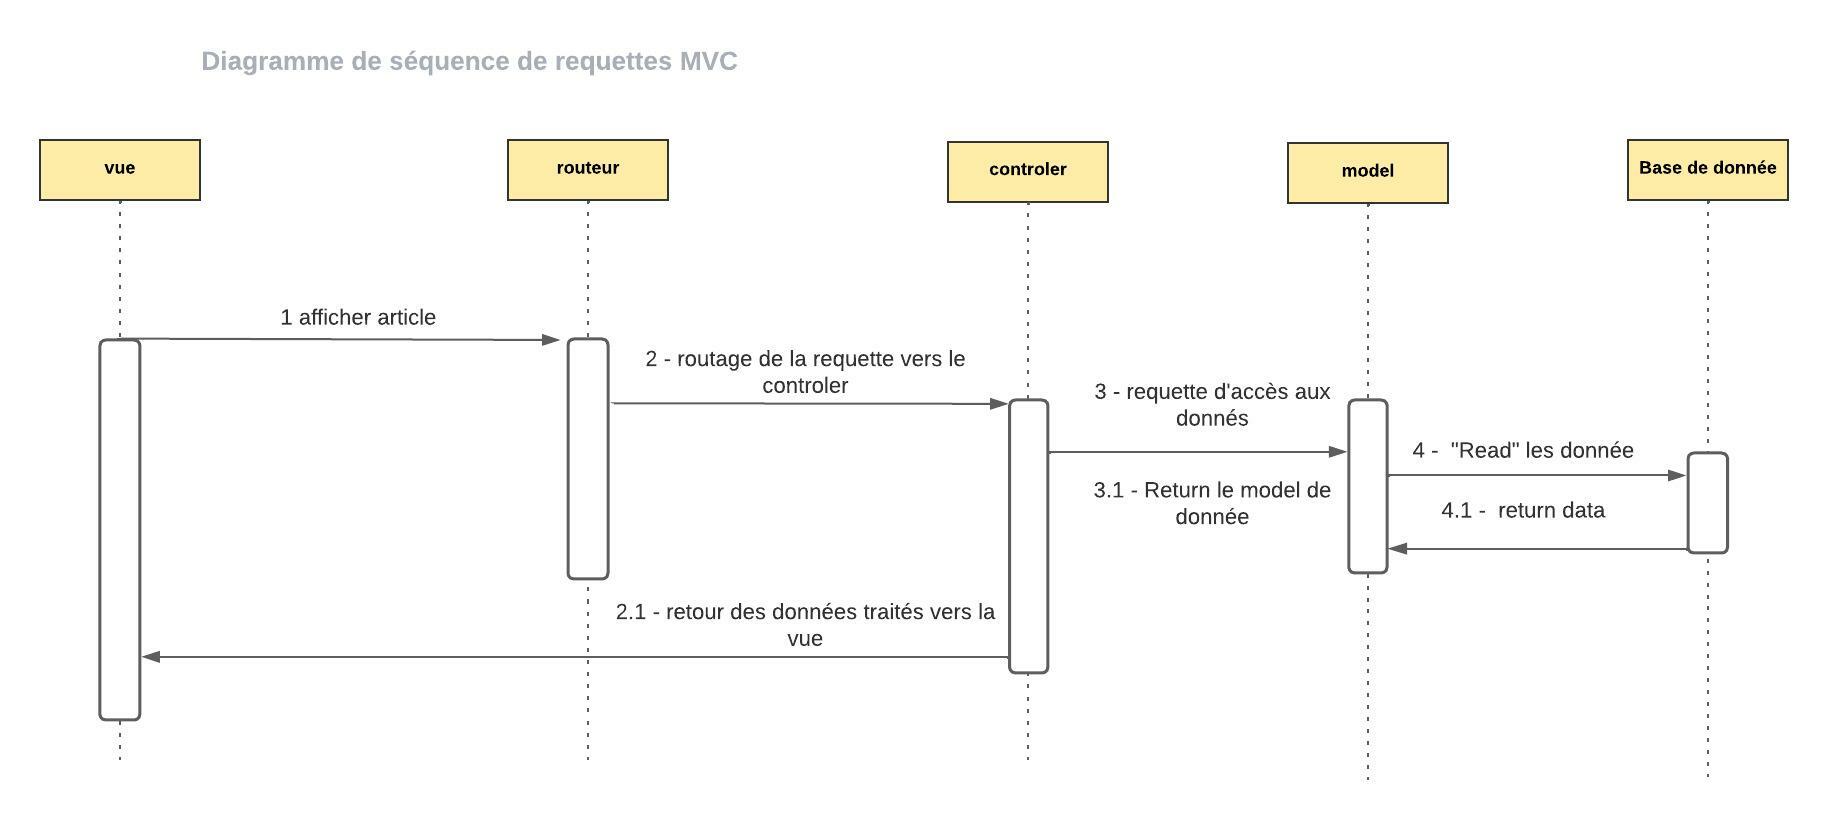 Diagramme de séquence de requettes MVC
vue
routeur
controler
model
Base de donnée
1 afficher article
2 - routage de la requette vers le
controler
3 - requette d'accès aux
donnés
4 -  "Read" les donnée
3.1 - Return le model de
donnée
4.1 -  return data
2.1 - retour des données traités vers la
vue